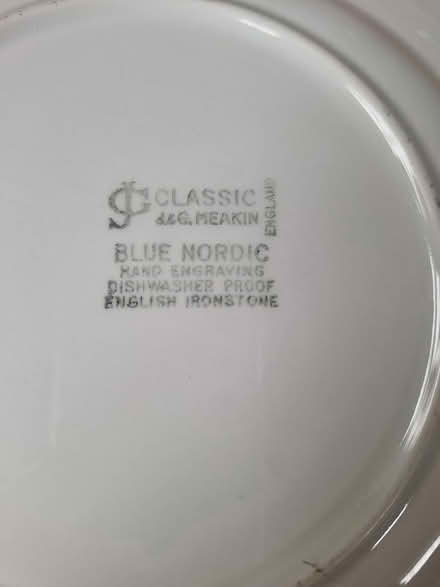 JG CLASSIC
J.&G. MEAKIN
ENGLAND
BLUE NORDIC
HAND ENGRAVING
DISHWASHER PROOF
ENGLISH IRONSTONE